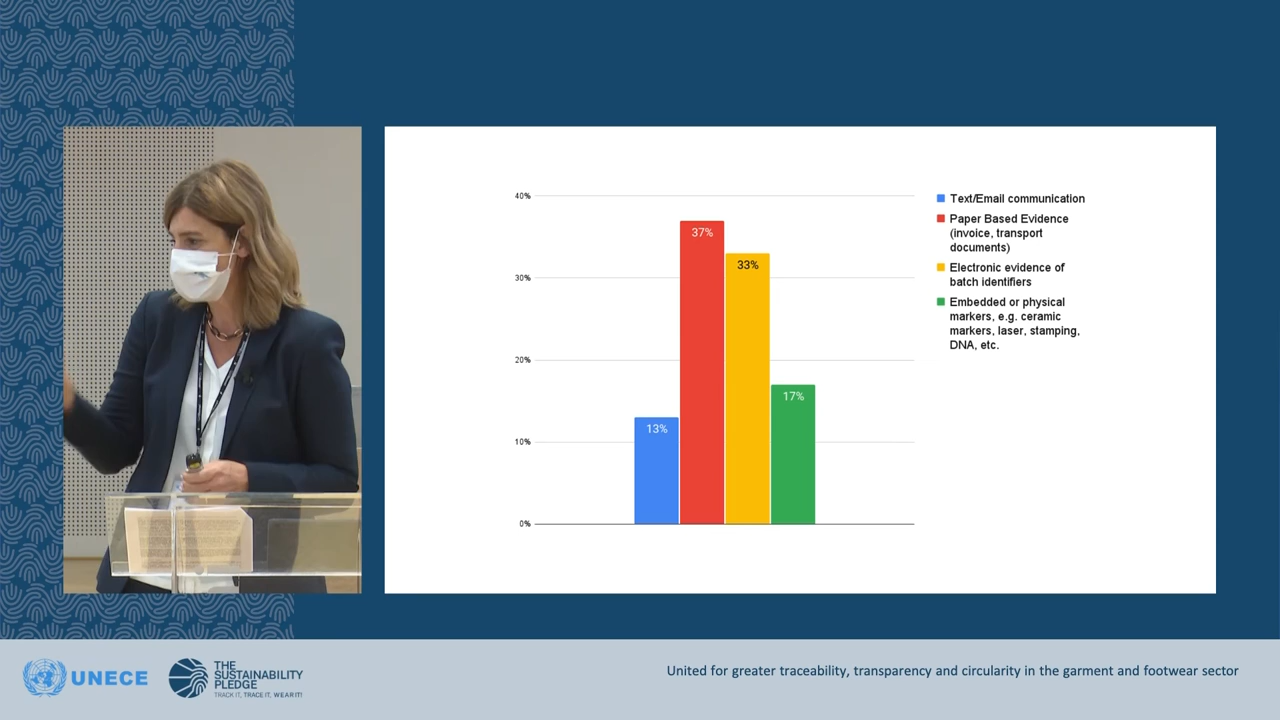 40%
30%
20%
10%
0%
13%
37%
33%
17%
Text/Email communication
Paper Based Evidence
(invoice, transport
documents)
Electronic evidence of
batch identifiers
Embedded or physical
markers, e.g. ceramic
markers, laser, stamping,
DNA, etc.
UNECE
THE
SUSTAINABILITY
PLEDGE
TRACK IT, TRACE IT, WEAR IT!
United for greater traceability, transparency and circularity in the garment and footwear sector